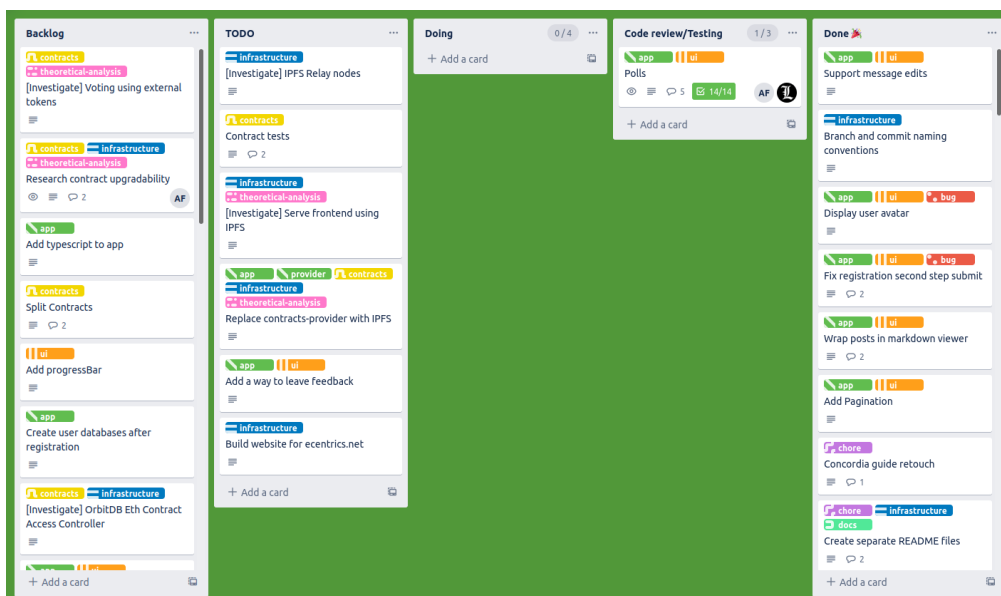 Backlog
contracts
theoretical-analysis
[Investigate] Voting using external
tokens
contracts infrastructure
theoretical-analysis
Research contract upgradability
2 AF
app
Add typescript to app
contracts
Split Contracts
2
ui
Add progressBar
app
Create user databases after
registration
contracts infrastructure
[Investigate] OrbitDB Eth Contract
Access Controller
app ui
+ Add a card
TODO
infrastructure
[Investigate] IPFS Relay nodes
contracts
Contract tests
2
infrastructure
theoretical-analysis
[Investigate] Serve frontend using
IPFS
app provider contracts
infrastructure
theoretical-analysis
Replace contracts-provider with IPFS
app ui
Add a way to leave feedback
infrastructure
Build website for ecentrics.net
+ Add a card
Doing 0/4
+ Add a card
Code review/Testing 1/3
app ui
Polls
5 14/14 AF L
+ Add a card
Done 🎉
app ui
Support message edits
infrastructure
Branch and commit naming
conventions
app ui bug
Display user avatar
app ui bug
Fix registration second step submit
2
app ui
Wrap posts in markdown viewer
2
app ui
Add Pagination
chore
Concordia guide retouch
1
chore infrastructure
docs
Create separate README files
2
+ Add a card